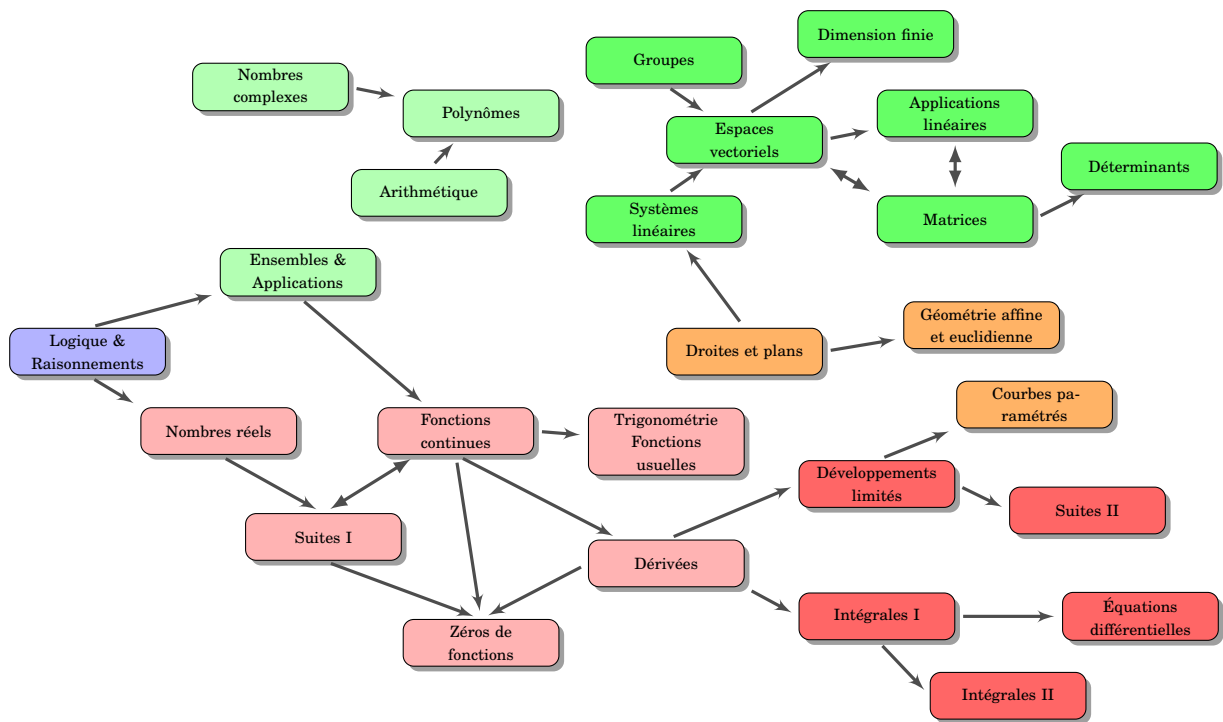 Dimension finie
Groupes
Nombres
complexes
Polynômes
Applications
linéaires
Espaces
vectoriels
Déterminants
Arithmétique
Systèmes
linéaires
Matrices
Ensembles &
Applications
Logique &
Raisonnements
Droites et plans
Géométrie affine
et euclidienne
Courbes pa-
ramétrés
Nombres réels
Fonctions
continues
Trigonométrie
Fonctions
usuelles
Développements
limités
Suites II
Suites I
Dérivées
Intégrales I
Équations
différentielles
Zéros de
fonctions
Intégrales II